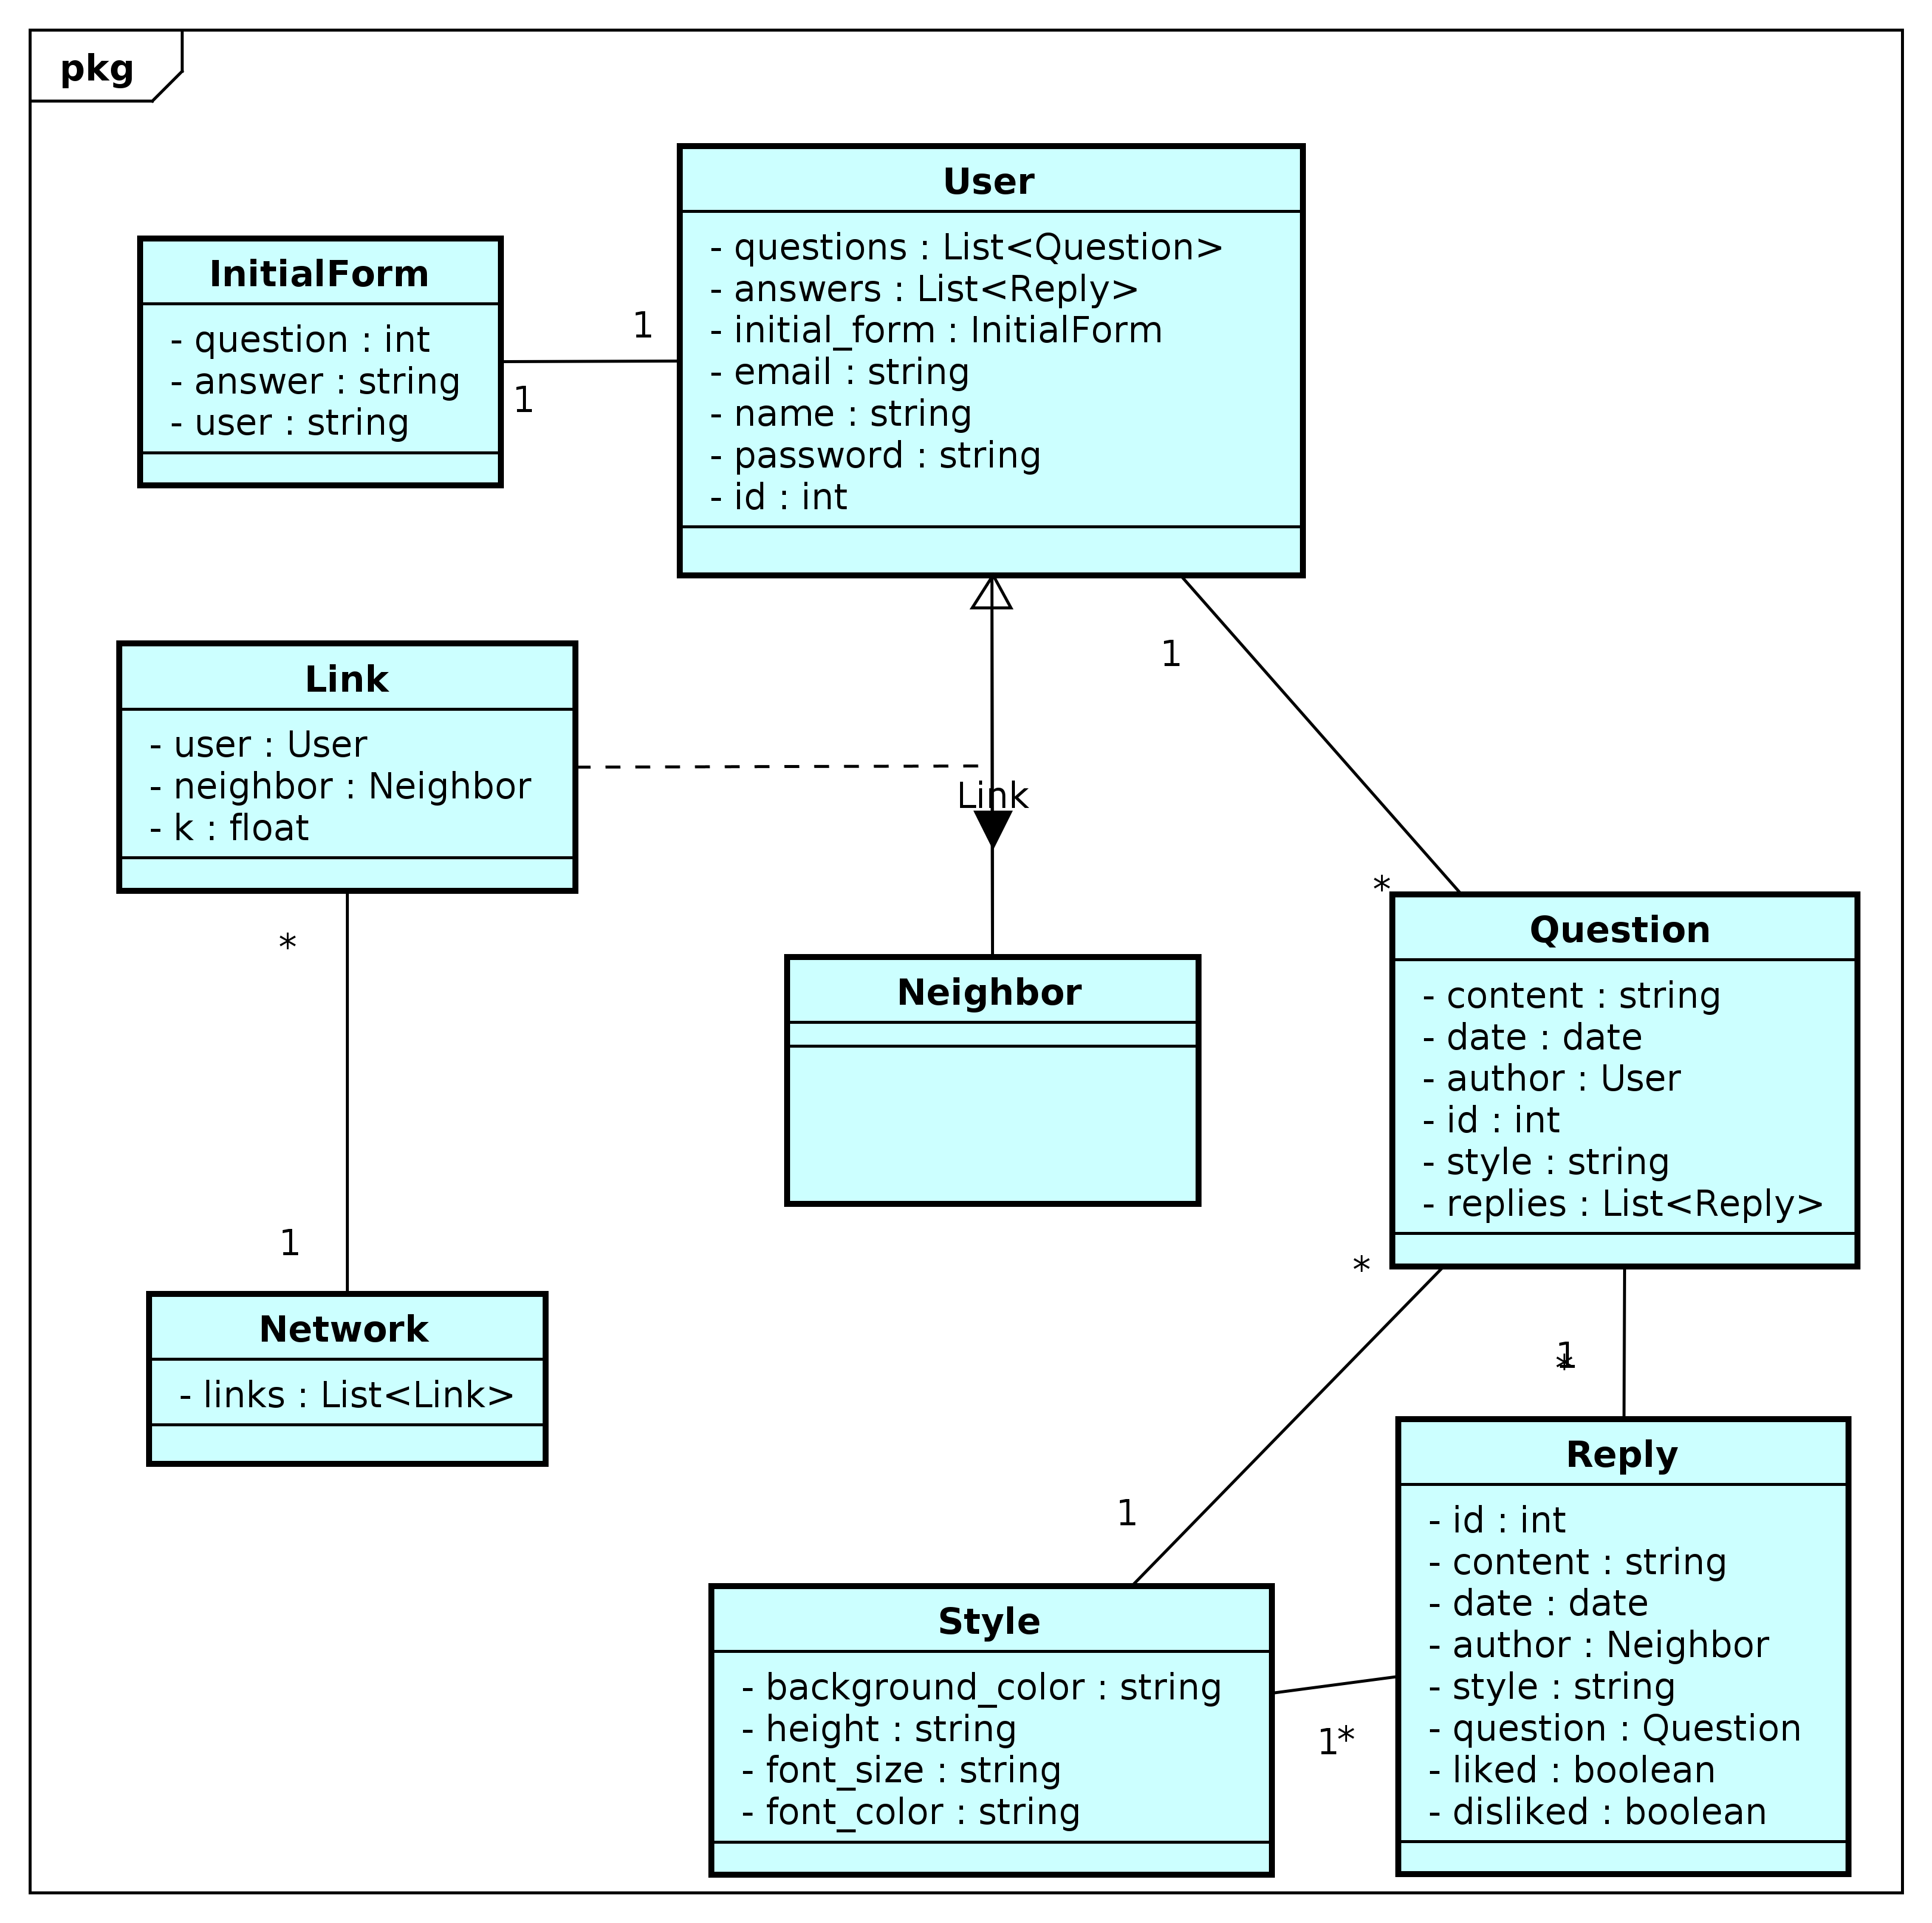 pkg
User
- questions : List<Question>
- answers : List<Reply>
- initial_form : InitialForm
- email : string
- name : string
- password : string
- id : int
InitialForm
- question : int
- answer : string
- user : string
1
1
Link
- user : User
- neighbor : Neighbor
- k : float
1
Link
*
*
Neighbor
Question
- content : string
- date : date
- author : User
- id : int
- style : string
- replies : List<Reply>
1
*
1
*
Network
- links : List<Link>
Reply
- id : int
- content : string
- date : date
- author : Neighbor
- style : string
- question : Question
- liked : boolean
- disliked : boolean
1
Style
- background_color : string
- height : string
- font_size : string
- font_color : string
1*